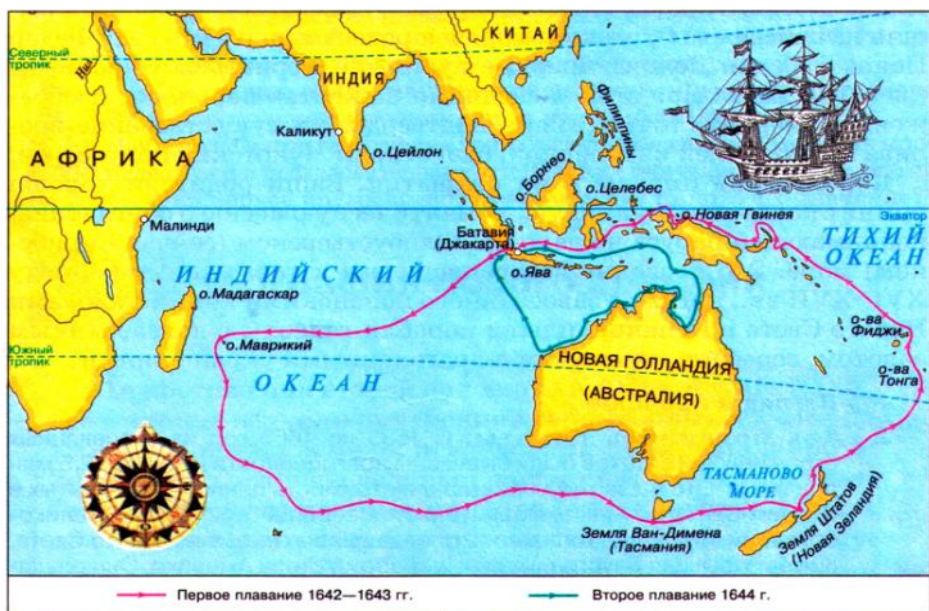 КИТАЙ
Северный
тропик
Нил
ИНДИЯ
Филиппины
Каликут
о.Цейлон
АФРИКА
о.Борнео
о.Целебес
Малинди
о.Новая Гвинея
Экватор
Батавия
(Джакарта)
ТИХИЙ
ОКЕАН
ИНДИЙСКИЙ
о.Ява
о.Мадагаскар
о-ва
Фиджи
о.Маврикий
Южный
тропик
НОВАЯ ГОЛЛАНДИЯ
о-ва
Тонга
ОКЕАН
(АВСТРАЛИЯ)
ТАСМАНОВО
МОРЕ
Земля Ван-Димена
(Тасмания)
Земля Штатов
(Новая Зеландия)
Первое плавание 1642—1643 гг.
Второе плавание 1644 г.